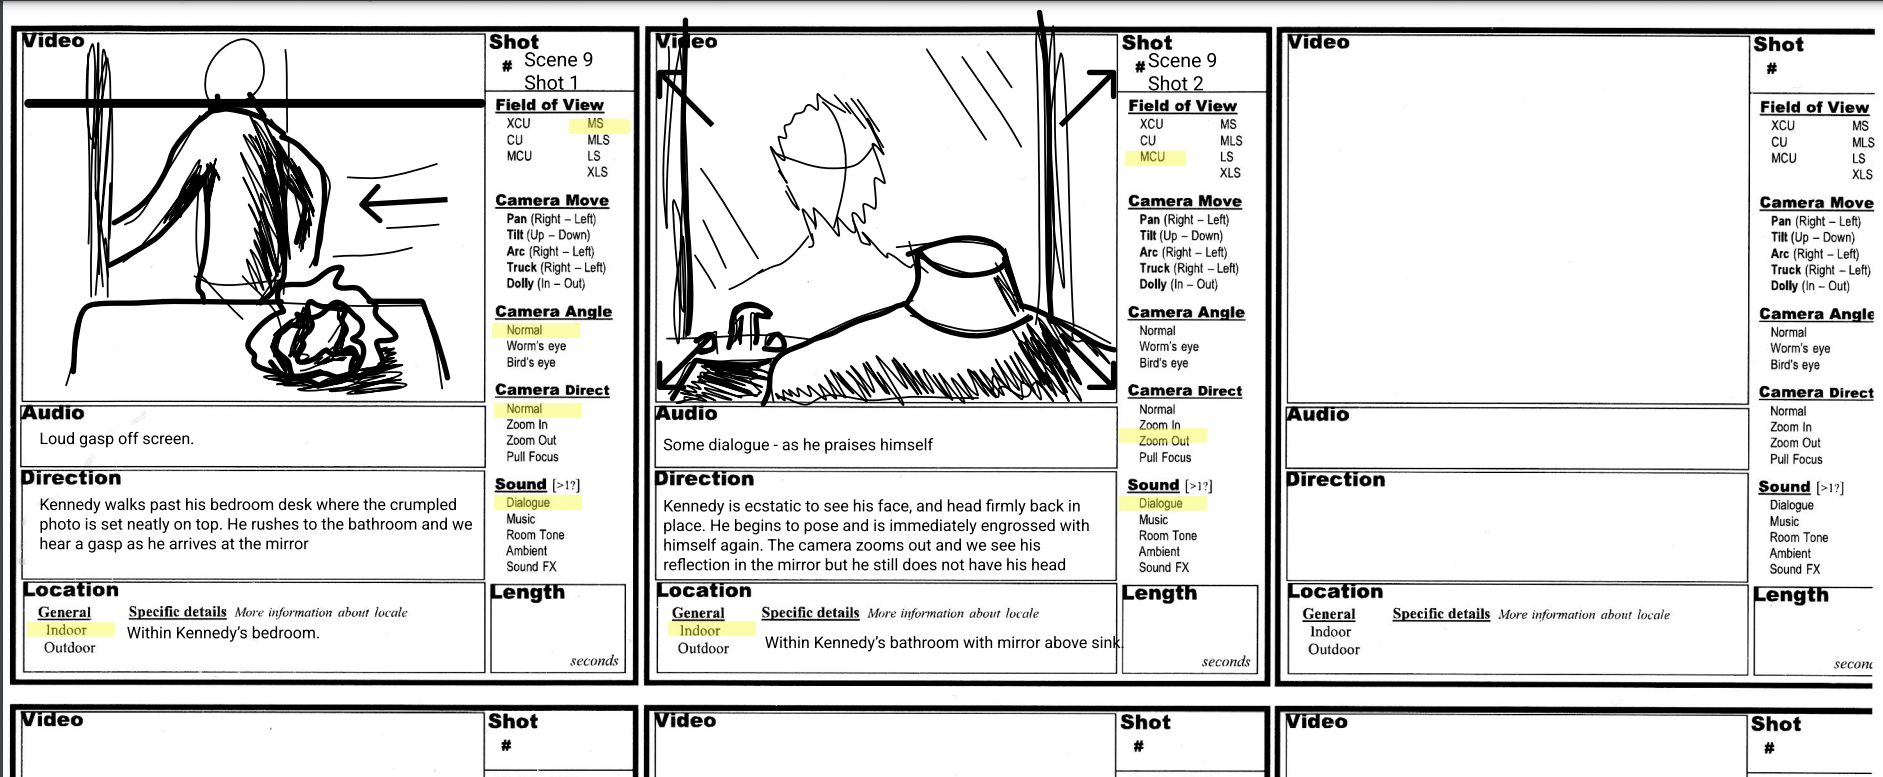 Video
Shot
# Scene 9
Shot 1
Field of View
XCU MS
CU MLS
MCU LS
XLS
Camera Move
Pan (Right – Left)
Tilt (Up – Down)
Arc (Right – Left)
Truck (Right – Left)
Dolly (In – Out)
Camera Angle
Normal
Worm's eye
Bird's eye
Camera Direct
Normal
Zoom In
Zoom Out
Pull Focus
Sound [>1?]
Dialogue
Music
Room Tone
Ambient
Sound FX
Audio
Loud gasp off screen.
Direction
Kennedy walks past his bedroom desk where the crumpled
photo is set neatly on top. He rushes to the bathroom and we
hear a gasp as he arrives at the mirror
Location
General Specific details More information about locale
Indoor Within Kennedy's bedroom.
Outdoor
Length
seconds
Video
Shot
# Scene 9
Shot 2
Field of View
XCU MS
CU MLS
MCU LS
XLS
Camera Move
Pan (Right – Left)
Tilt (Up – Down)
Arc (Right – Left)
Truck (Right – Left)
Dolly (In – Out)
Camera Angle
Normal
Worm's eye
Bird's eye
Camera Direct
Normal
Zoom In
Zoom Out
Pull Focus
Sound [>1?]
Dialogue
Music
Room Tone
Ambient
Sound FX
Audio
Some dialogue - as he praises himself
Direction
Kennedy is ecstatic to see his face, and head firmly back in
place. He begins to pose and is immediately engrossed with
himself again. The camera zooms out and we see his
reflection in the mirror but he still does not have his head
Location
General Specific details More information about locale
Indoor
Outdoor Within Kennedy's bathroom with mirror above sink.
Length
seconds
Video
Shot
#
Field of View
XCU MS
CU MLS
MCU LS
XLS
Camera Move
Pan (Right – Left)
Tilt (Up – Down)
Arc (Right – Left)
Truck (Right – Left)
Dolly (In – Out)
Camera Angle
Normal
Worm's eye
Bird's eye
Camera Direct
Normal
Zoom In
Zoom Out
Pull Focus
Sound [>1?]
Dialogue
Music
Room Tone
Ambient
Sound FX
Audio
Direction
Location
General Specific details More information about locale
Indoor
Outdoor
Length
secon
Video
Shot
#
Video
Shot
#
Video
Shot
#